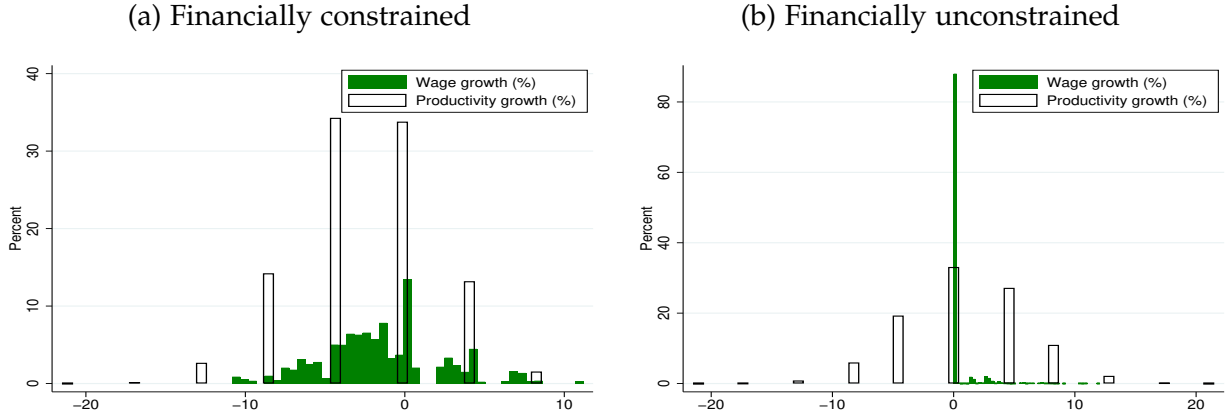 (a) Financially constrained
(b) Financially unconstrained
Wage growth (%)
Productivity growth (%)
Percent
0
10
20
30
40
−20
−10
0
10
Wage growth (%)
Productivity growth (%)
Percent
0
20
40
60
80
−20
−10
0
10
20